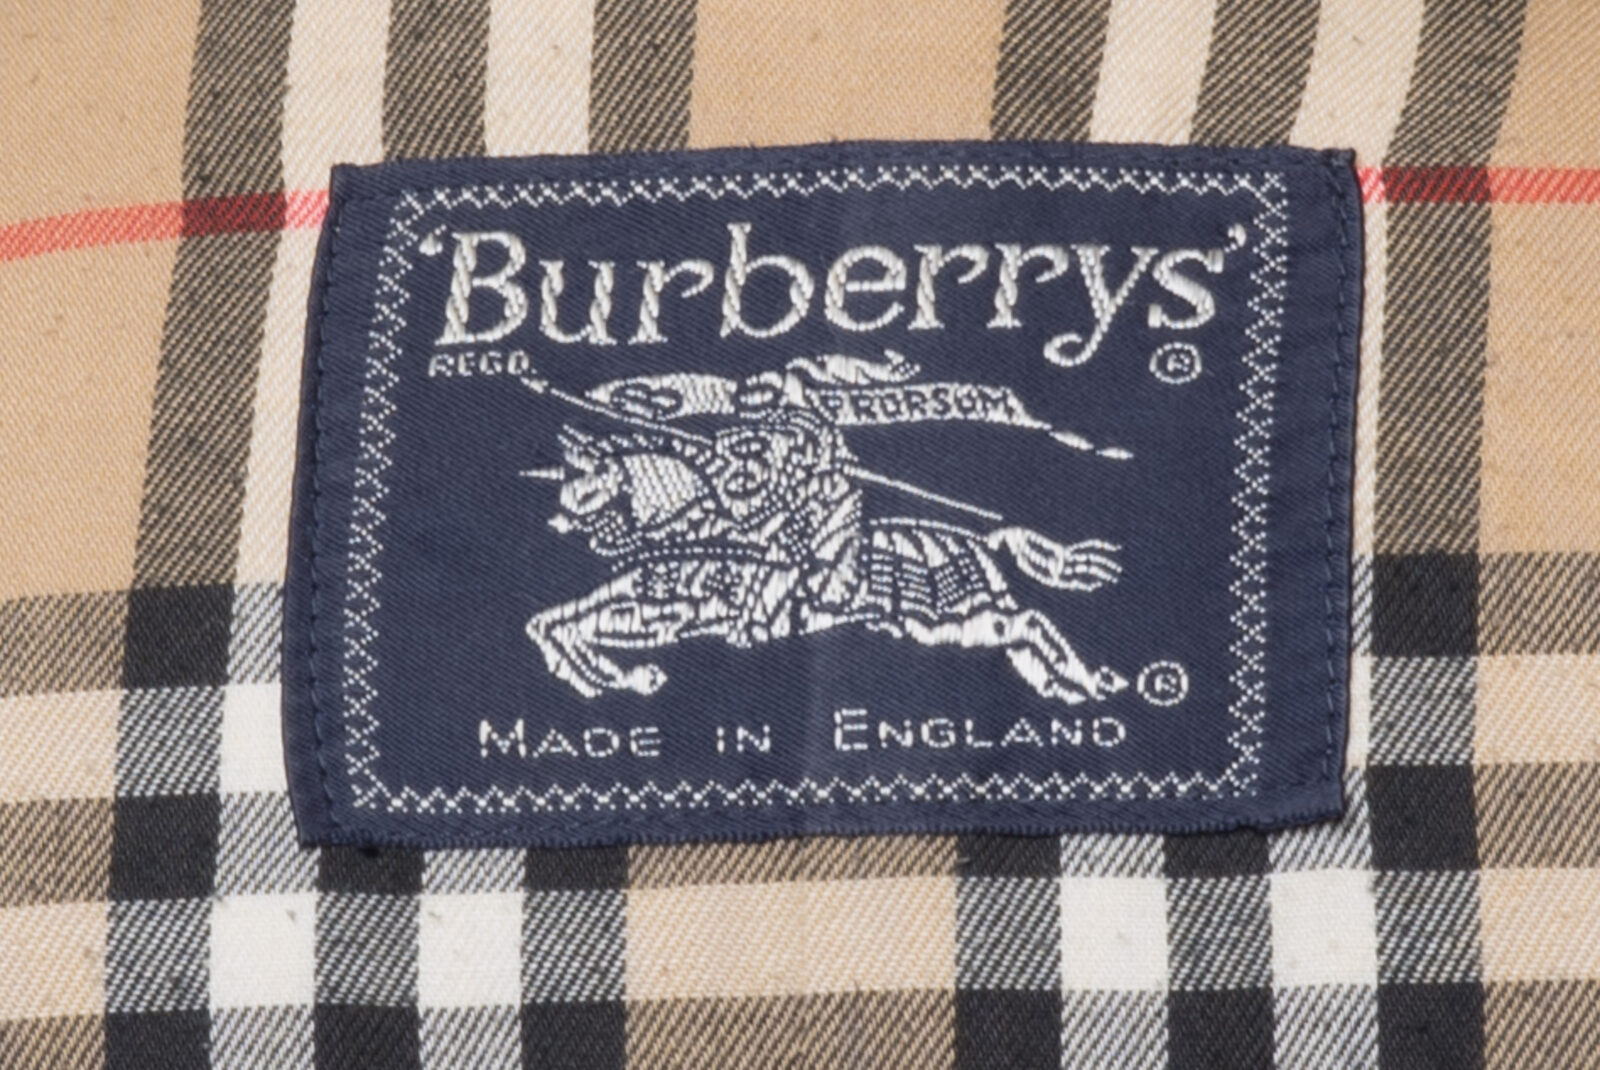 ‘Burberrys’
REGD. ®
PRORSUM
®
MADE IN ENGLAND